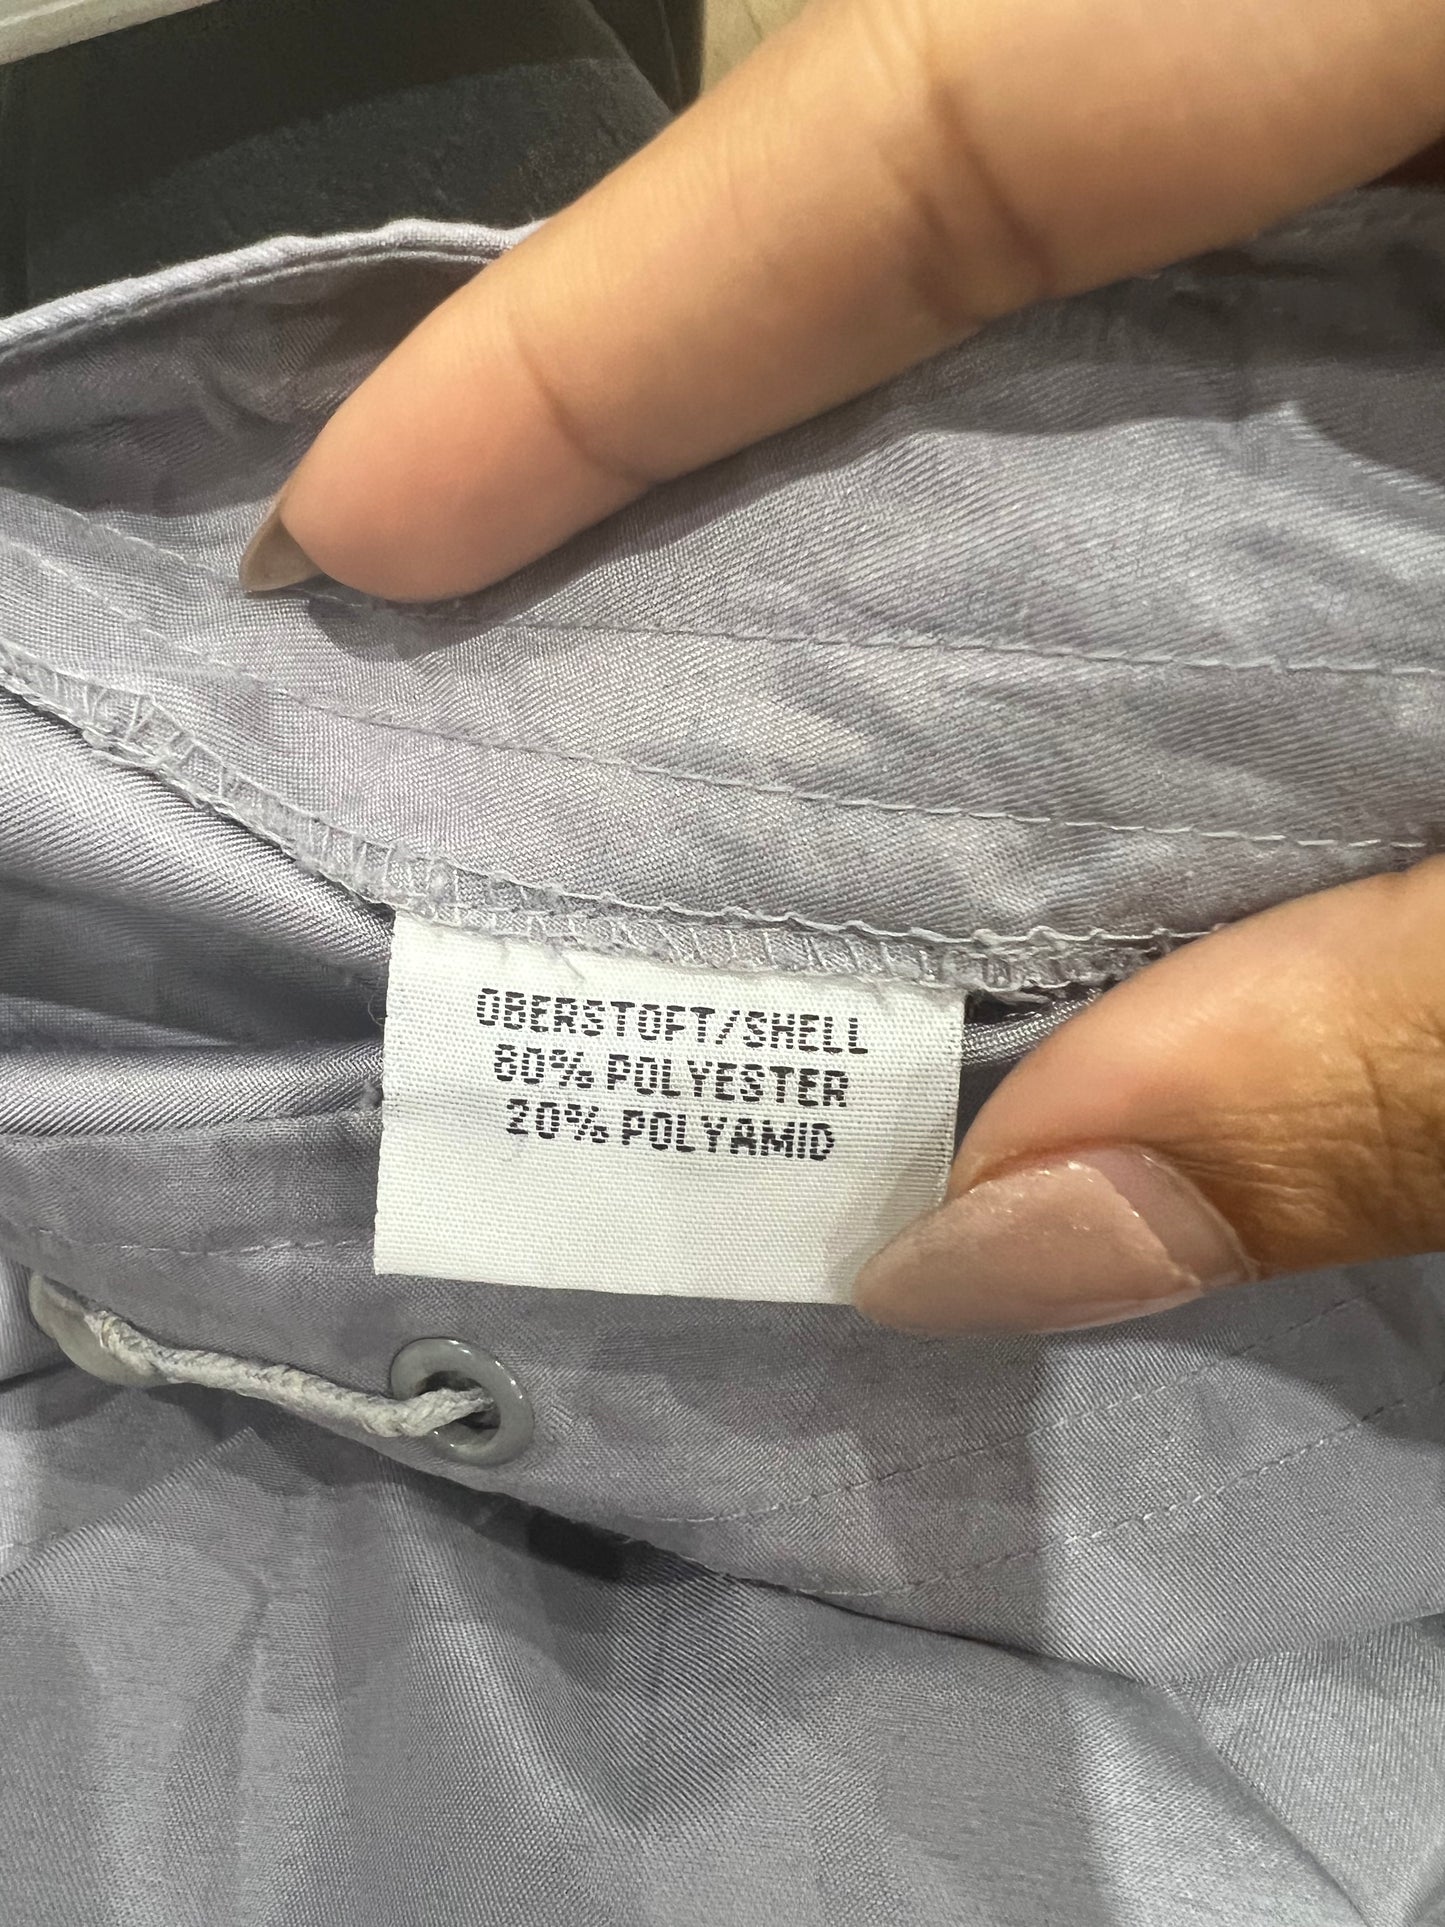 OBERSTOFT/SHELL
80% POLYESTER
20% POLYAMID